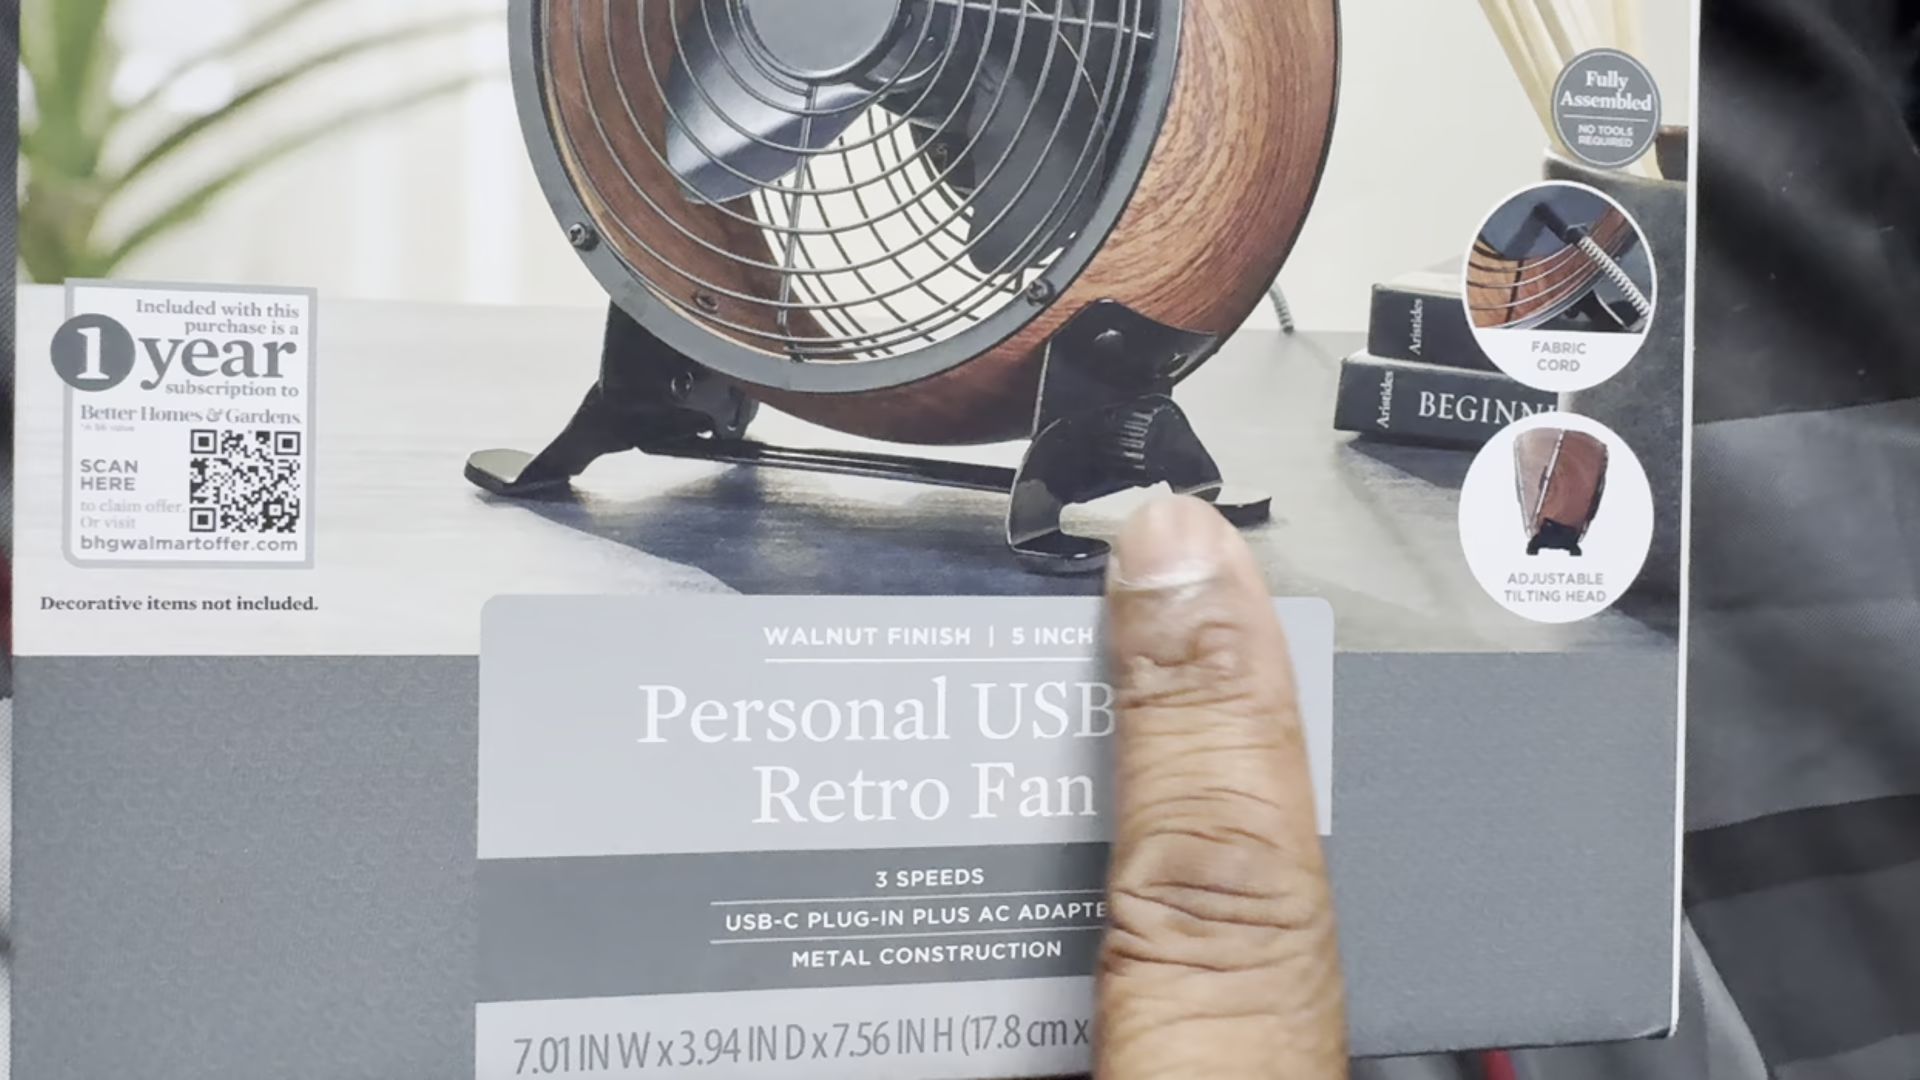 Fully
Assembled
NO TOOLS
REQUIRED
Included with this
purchase is a
1 year
subscription to
Better Homes & Gardens
SCAN
HERE
to claim offer.
Or visit
bhgwalmartoffer.com
Decorative items not included.
Aristides
Aristides
BEGINN
FABRIC
CORD
ADJUSTABLE
TILTING HEAD
WALNUT FINISH | 5 INCH
Personal USB
Retro Fan
3 SPEEDS
USB-C PLUG-IN PLUS AC ADAPTE
METAL CONSTRUCTION
7.01 IN W x 3.94 IN D x 7.56 IN H (17.8 cm x